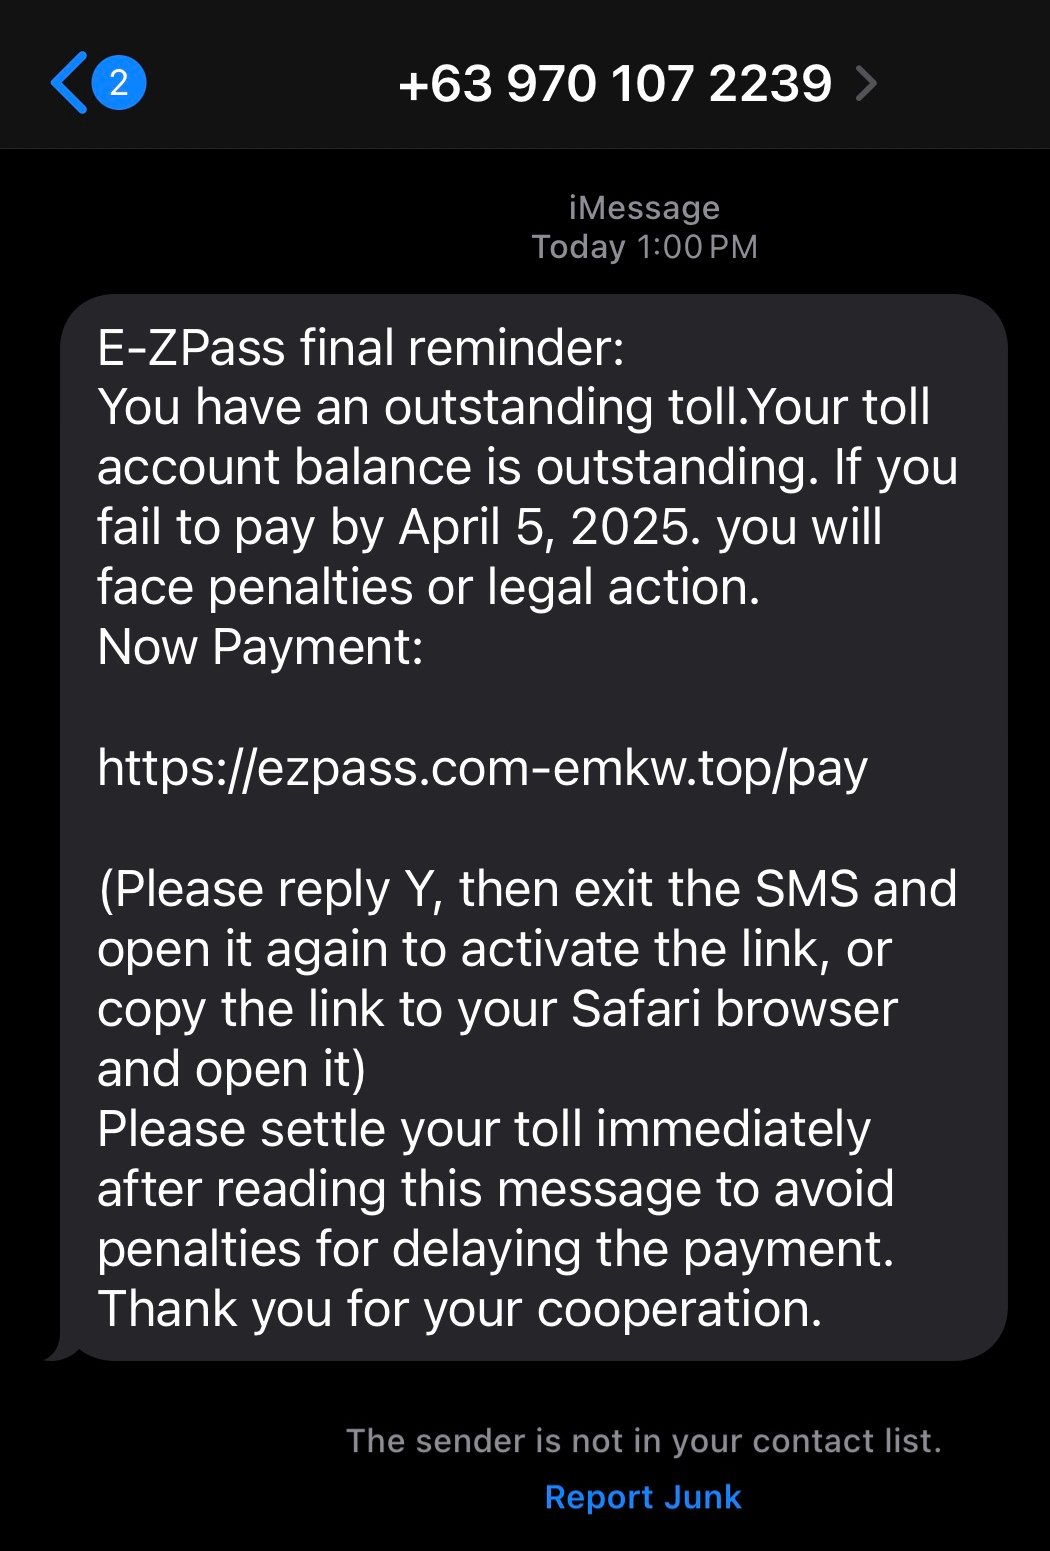 2
+63 970 107 2239
iMessage
Today 1:00 PM
E-ZPass final reminder:
You have an outstanding toll.Your toll
account balance is outstanding. If you
fail to pay by April 5, 2025. you will
face penalties or legal action.
Now Payment:
https://ezpass.com-emkw.top/pay
(Please reply Y, then exit the SMS and
open it again to activate the link, or
copy the link to your Safari browser
and open it)
Please settle your toll immediately
after reading this message to avoid
penalties for delaying the payment.
Thank you for your cooperation.
The sender is not in your contact list.
Report Junk